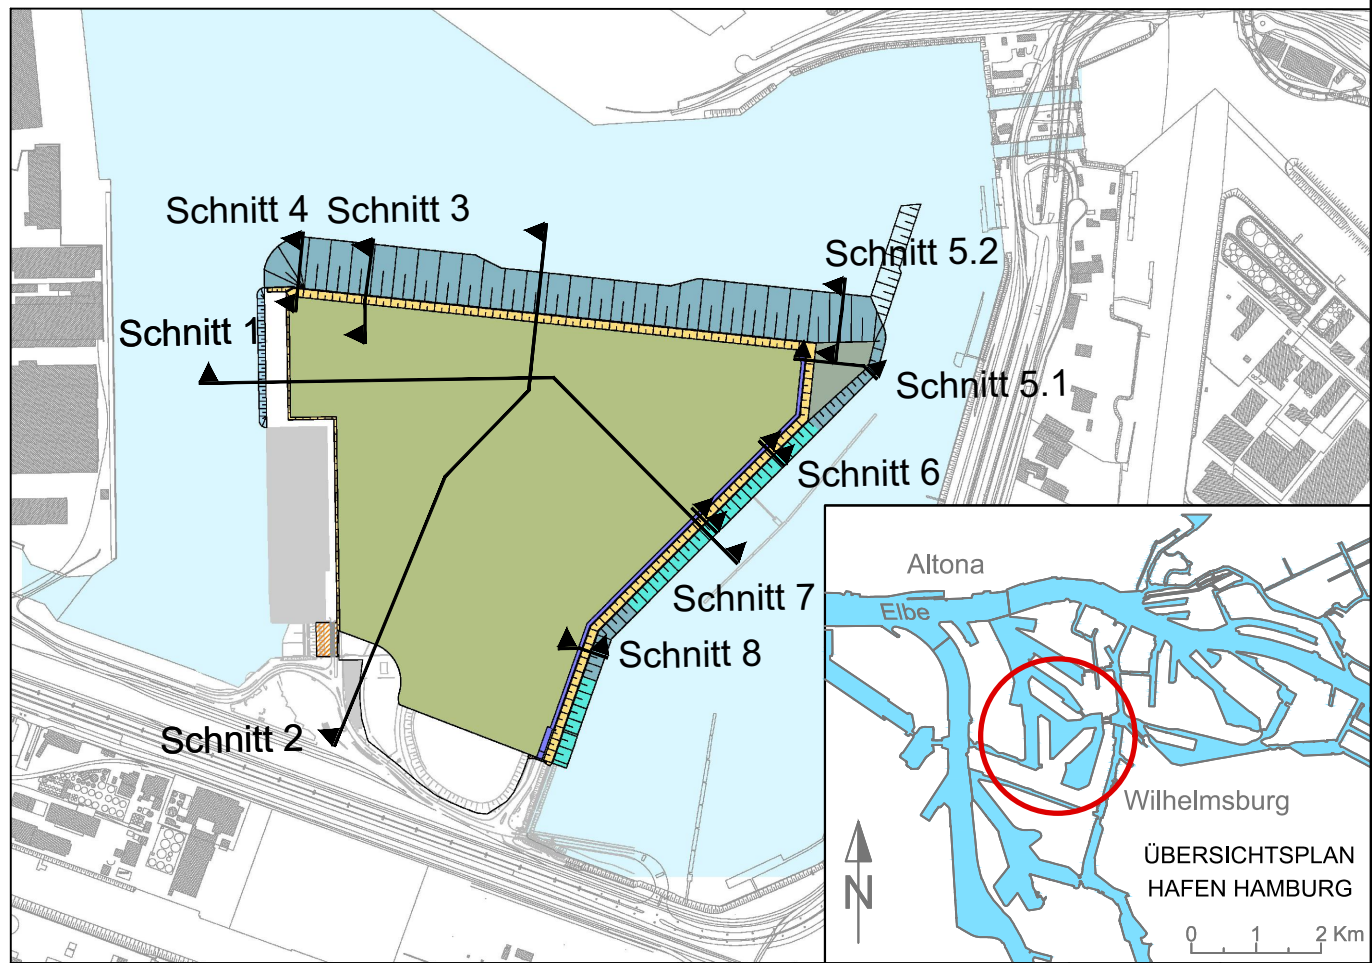 Schnitt 4
Schnitt 3
Schnitt 5.2
Schnitt 1
Schnitt 5.1
Schnitt 6
Schnitt 7
Schnitt 8
Schnitt 2
Altona
Elbe
Wilhelmsburg
ÜBERSICHTSPLAN
HAFEN HAMBURG
N
0 1 2 Km